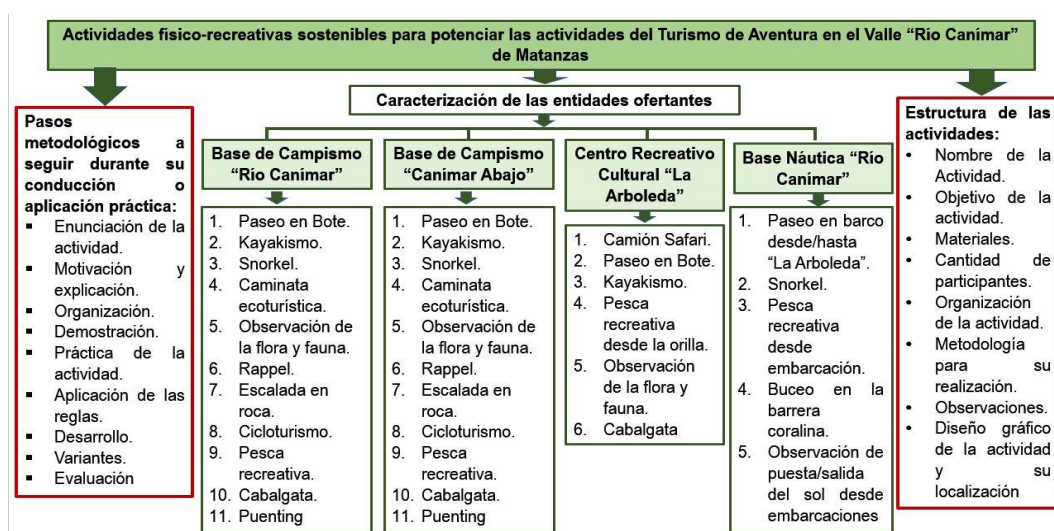 Actividades físico-recreativas sostenibles para potenciar las actividades del Turismo de Aventura en el Valle “Río Canímar”
de Matanzas
Caracterización de las entidades ofertantes
Pasos
metodológicos a
seguir durante su
conducción o
aplicación práctica:
▪ Enunciación de la
actividad.
▪ Motivación y
explicación.
▪ Organización.
▪ Demostración.
▪ Práctica de la
actividad.
▪ Aplicación de las
reglas.
▪ Desarrollo.
▪ Variantes.
▪ Evaluación
Base de Campismo
“Río Canímar”
1. Paseo en Bote.
2. Kayakismo.
3. Snorkel.
4. Caminata
ecoturística.
5. Observación de
la flora y fauna.
6. Rappel.
7. Escalada en
roca.
8. Cicloturismo.
9. Pesca
recreativa.
10. Cabalgata.
11. Puenting
Base de Campismo
“Canímar Abajo”
1. Paseo en Bote.
2. Kayakismo.
3. Snorkel.
4. Caminata
ecoturística.
5. Observación de
la flora y fauna.
6. Rappel.
7. Escalada en
roca.
8. Cicloturismo.
9. Pesca
recreativa.
10. Cabalgata.
11. Puenting
Centro Recreativo
Cultural “La
Arboleda”
1. Camión Safari.
2. Paseo en Bote.
3. Kayakismo.
4. Pesca
recreativa
desde la orilla.
5. Observación
de la flora y
fauna.
6. Cabalgata
Base Náutica “Río
Canímar”
1. Paseo en barco
desde/hasta
“La Arboleda”.
2. Snorkel.
3. Pesca
recreativa
desde
embarcación.
4. Buceo en la
barrera
coralina.
5. Observación de
puesta/salida
del sol desde
embarcaciones
Estructura de las
actividades:
• Nombre de la
Actividad.
• Objetivo de la
actividad.
• Materiales.
• Cantidad de
participantes.
• Organización
de la actividad.
• Metodología
para su
realización.
• Observaciones.
• Diseño gráfico
de la actividad
y su
localización